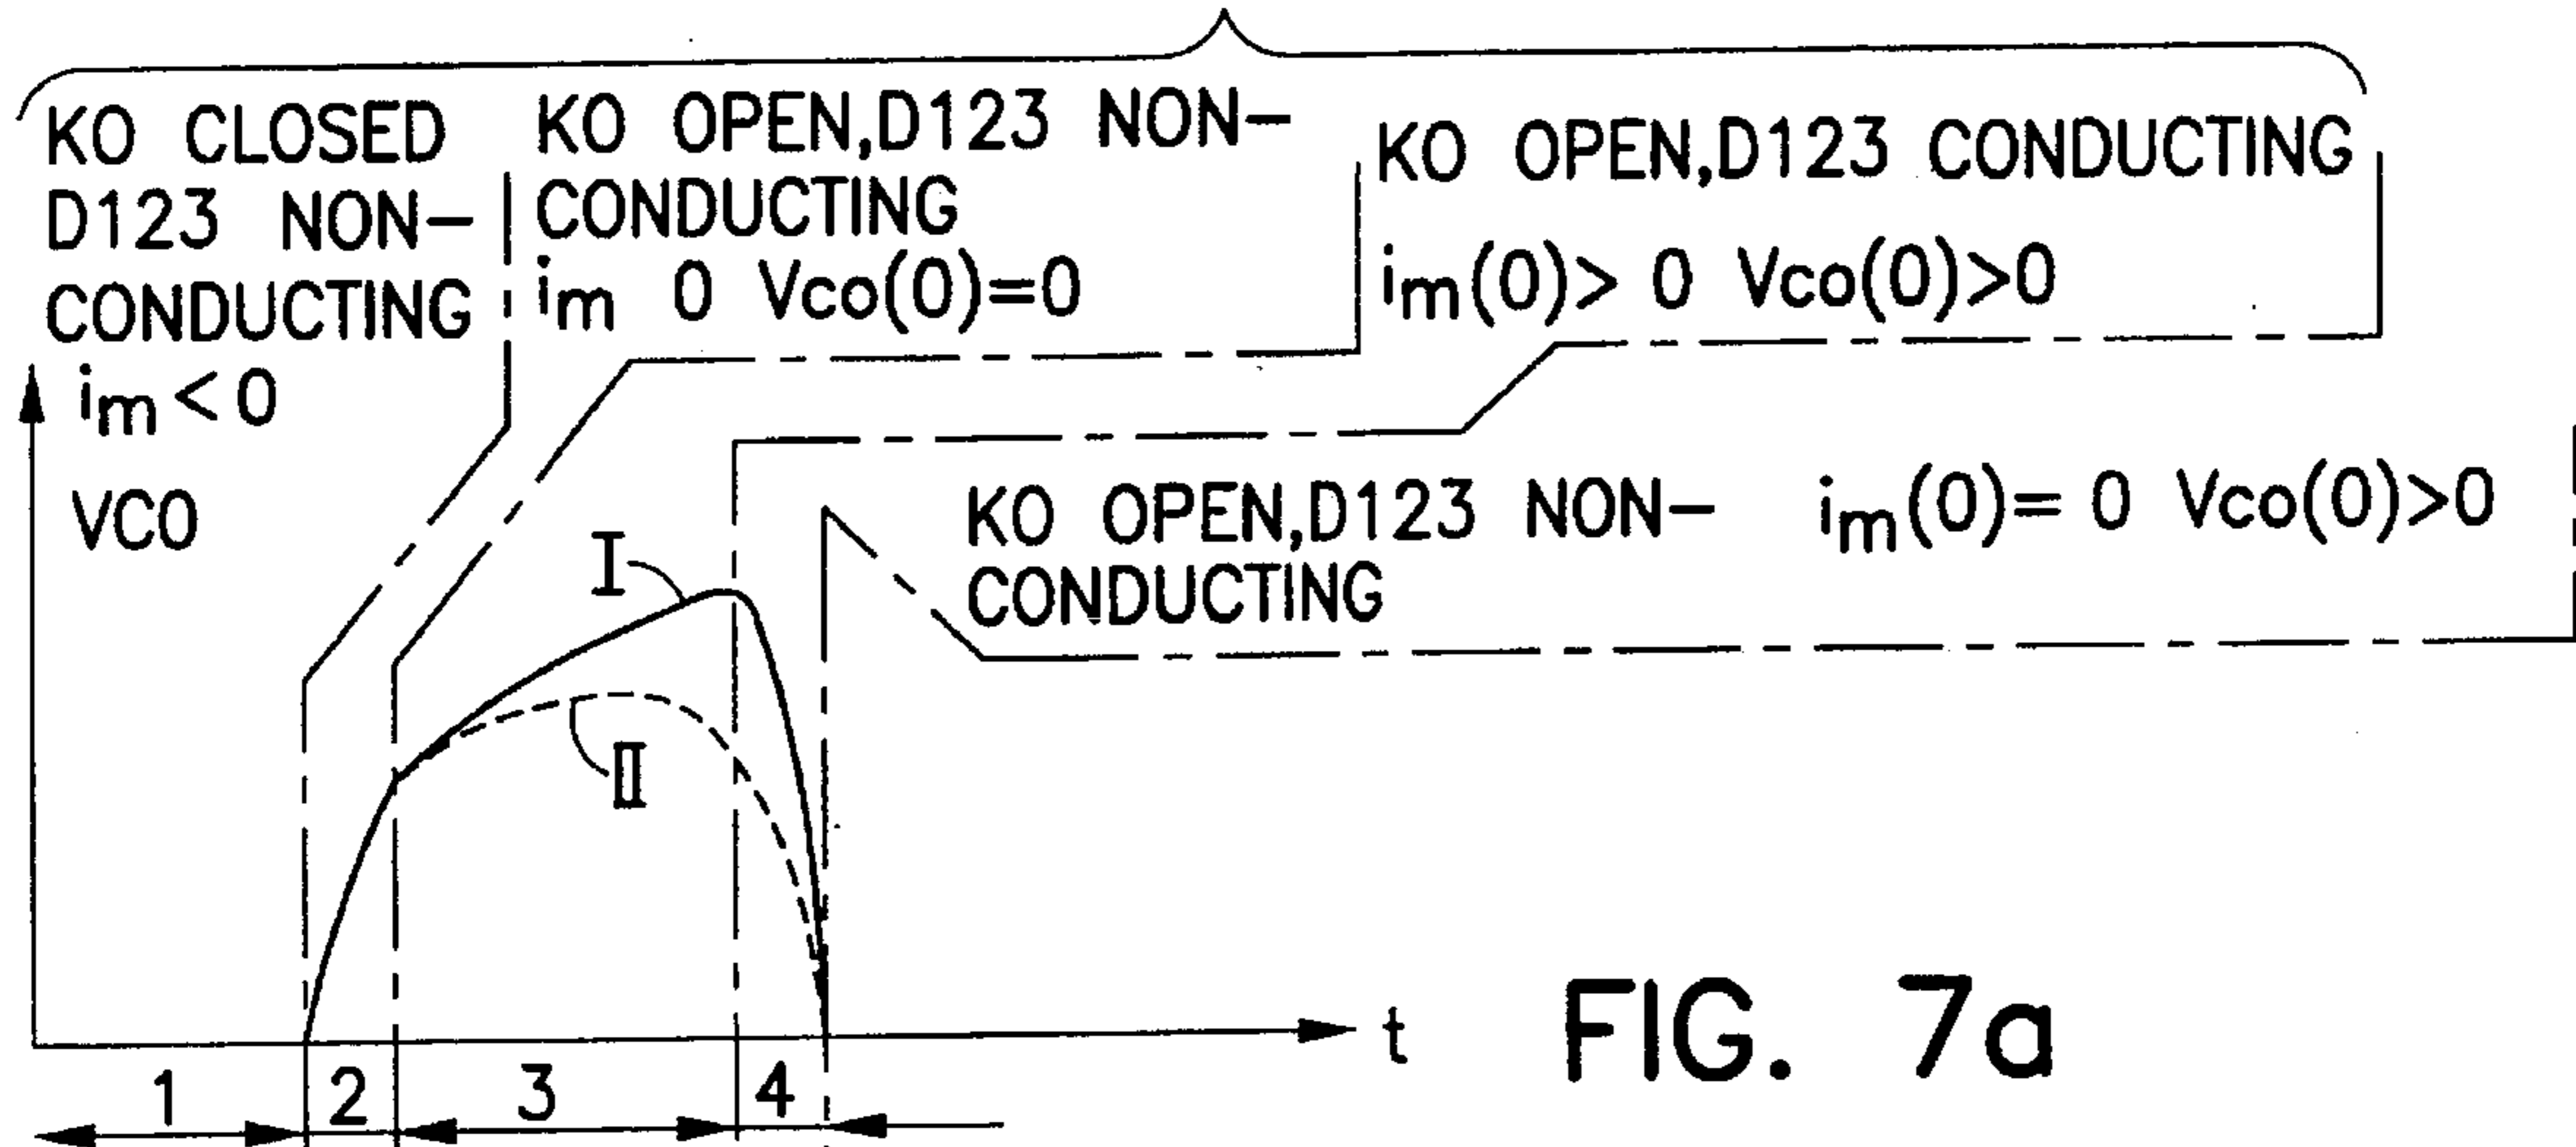 KO CLOSED
D123 NON-
CONDUCTING
im < 0
KO OPEN,D123 NON-
CONDUCTING
im 0 Vco(0)=0
KO OPEN,D123 CONDUCTING
im(0)> 0 Vco(0)>0
KO OPEN,D123 NON-
CONDUCTING
im(0)= 0 Vco(0)>0
VCO
I
II
t
1
2
3
4
FIG. 7a